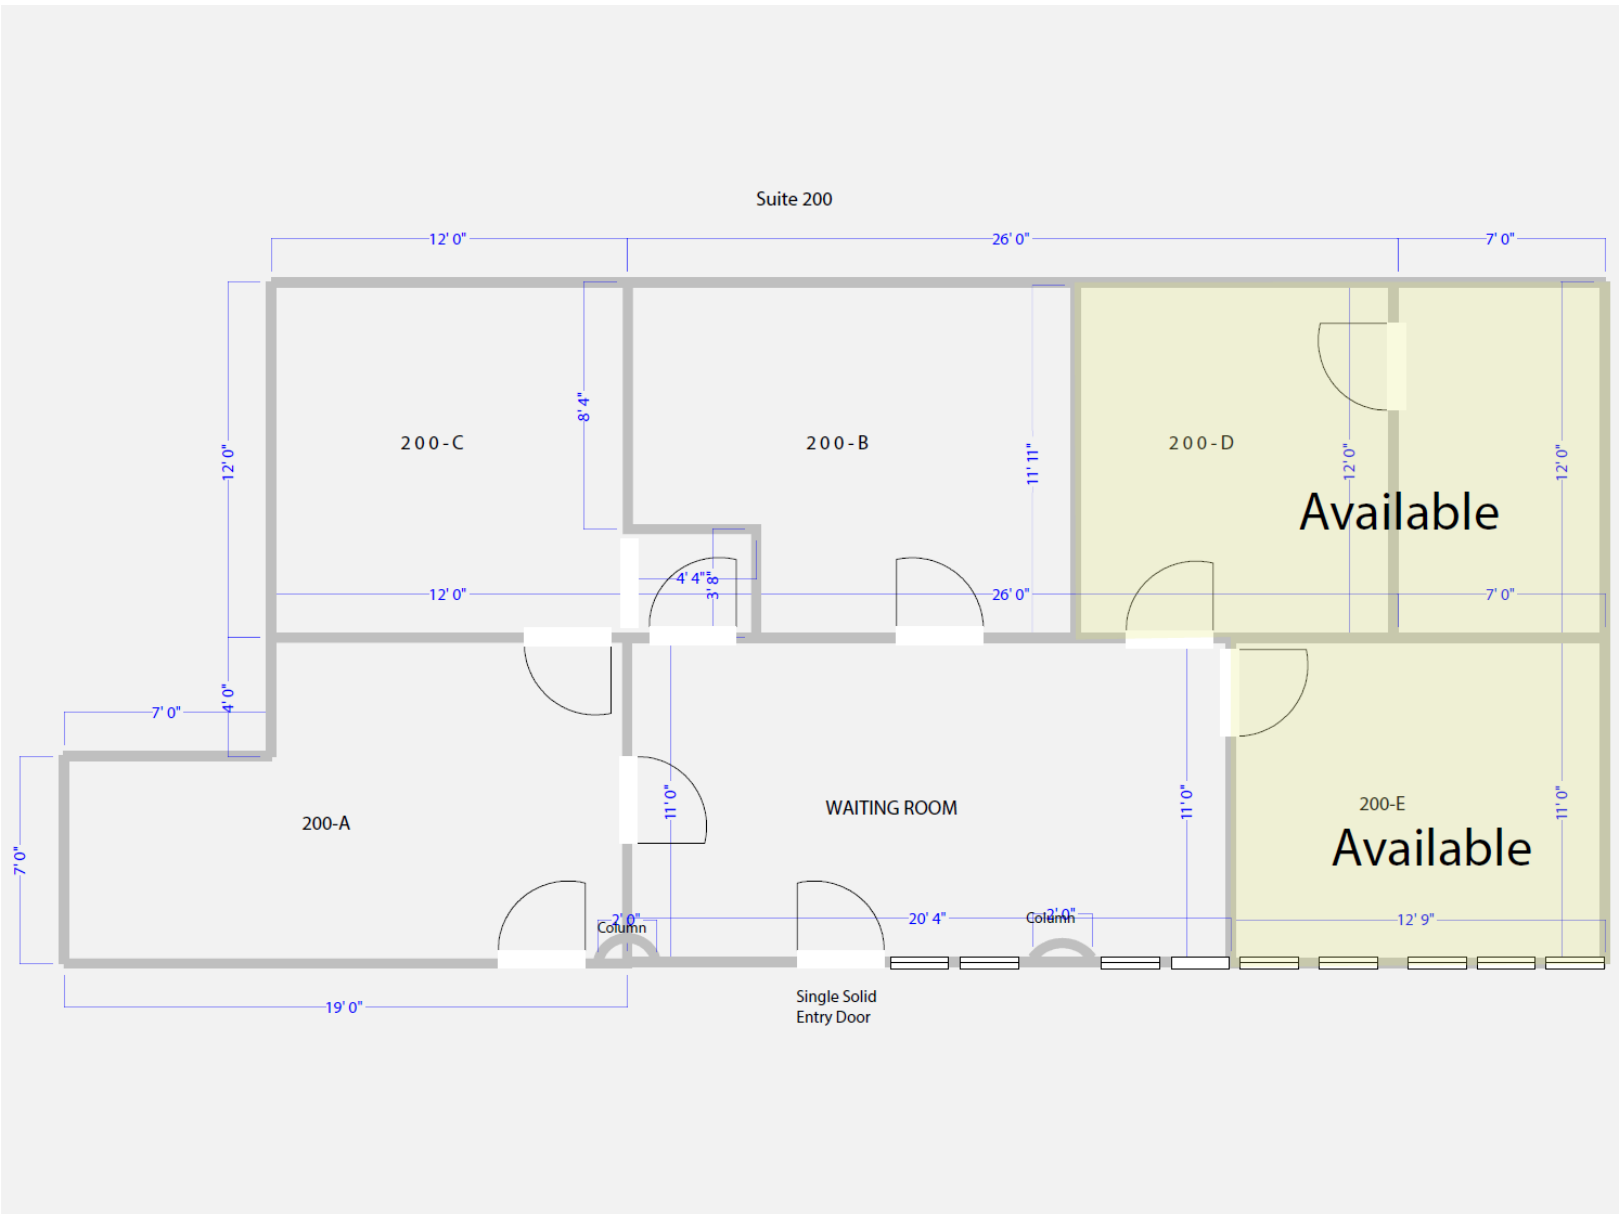 Suite 200
12' 0"
26' 0"
7' 0"
8' 4"
200-C
200-B
200-D
12' 0"
11' 11"
12' 0"
12' 0"
Available
4' 4"
3' 8"
12' 0"
26' 0"
7' 0"
4' 0"
7' 0"
11' 0"
WAITING ROOM
11' 0"
200-E
11' 0"
200-A
Available
7' 0"
2' 0"
Column
20' 4"
2' 0"
Column
12' 9"
19' 0"
Single Solid
Entry Door